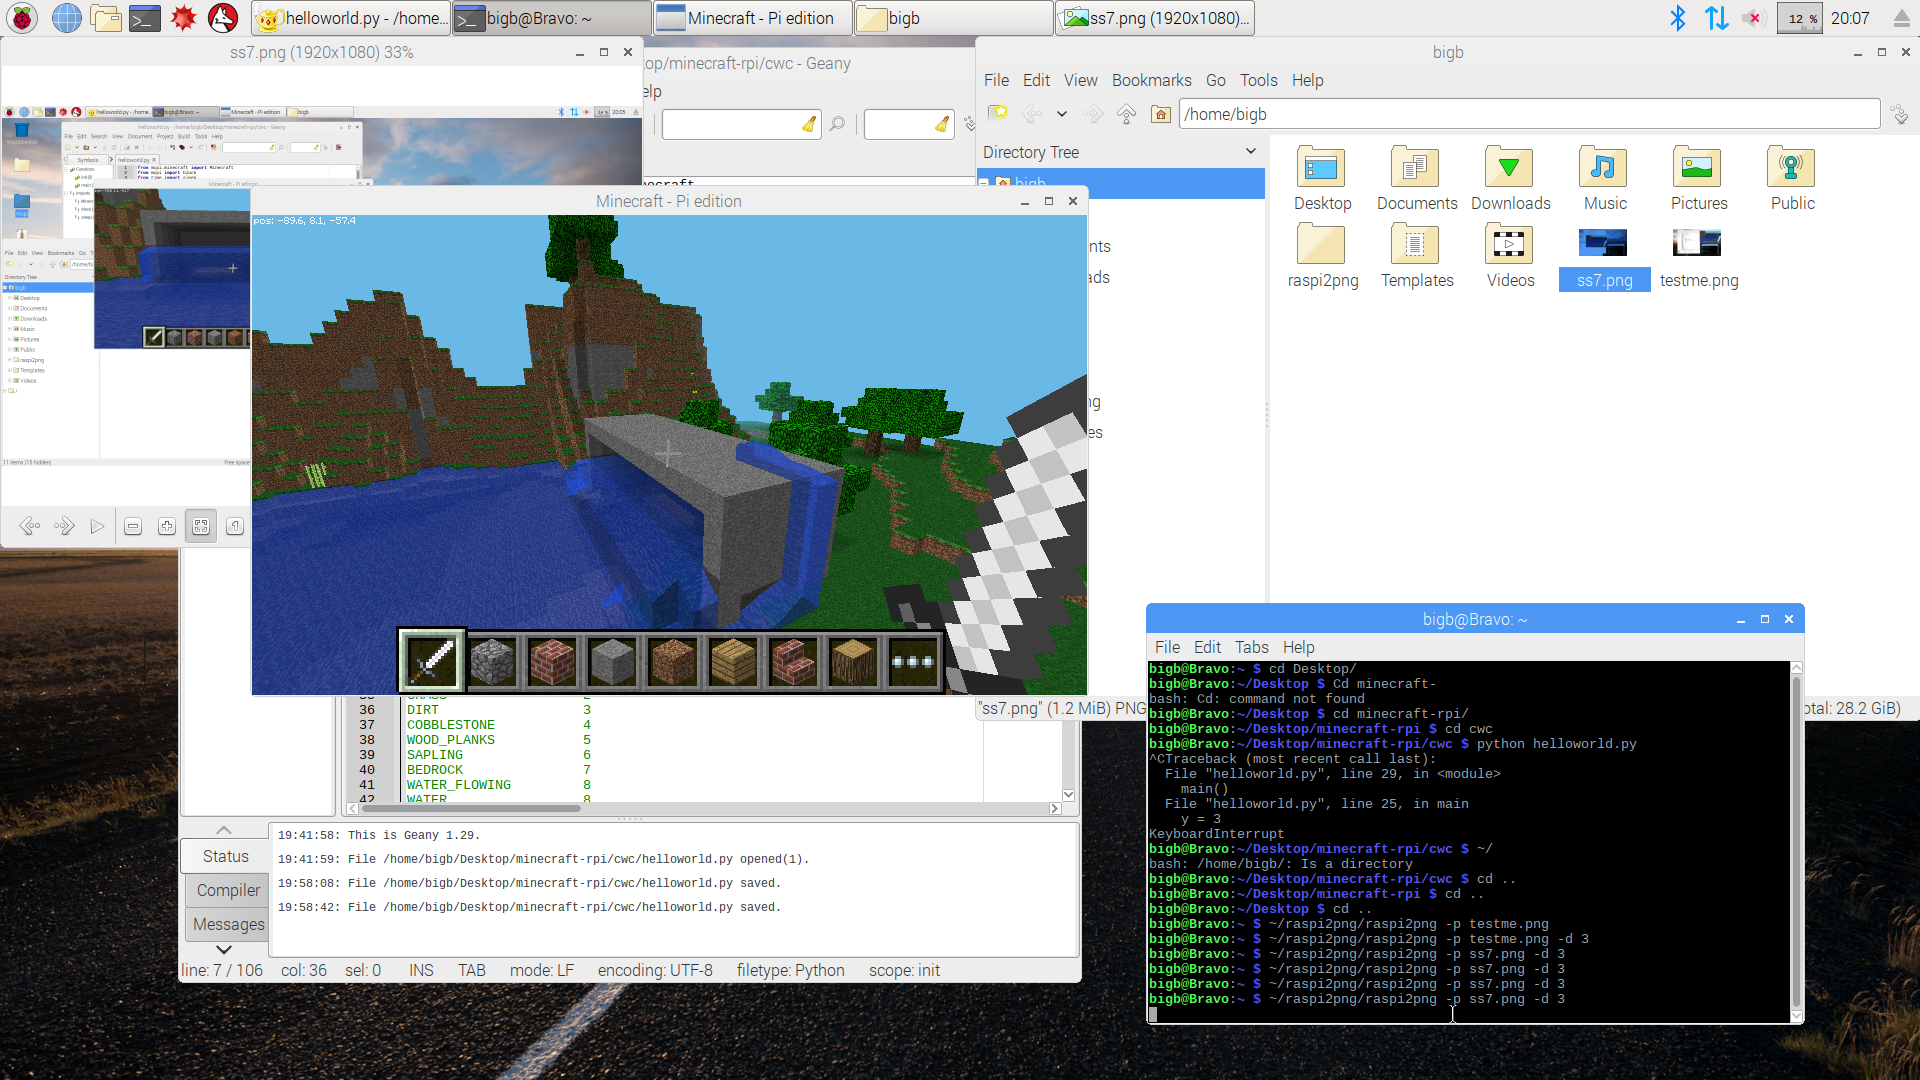 helloworld.py - /home...
bigb@Bravo: ~
Minecraft - Pi edition
bigb
ss7.png (1920x1080)...
12 %
20:07
ss7.png (1920x1080) 33%
op/minecraft-rpi/cwc - Geany
elp
necraft
bigb
File Edit View Bookmarks Go Tools Help
/home/bigb
Directory Tree
bigb
nts
ads
ng
es
Desktop
Documents
Downloads
Music
Pictures
Public
raspi2png
Templates
Videos
ss7.png
testme.png
"ss7.png" (1.2 MiB) PNG
otal: 28.2 GiB)
Minecraft - Pi edition
pos: -89.6, 8.1, -57.4
36 DIRT 3
37 COBBLESTONE 4
38 WOOD_PLANKS 5
39 SAPLING 6
40 BEDROCK 7
41 WATER_FLOWING 8
42 WATER 8
Status
Compiler
Messages
19:41:58: This is Geany 1.29.
19:41:59: File /home/bigb/Desktop/minecraft-rpi/cwc/helloworld.py opened(1).
19:58:08: File /home/bigb/Desktop/minecraft-rpi/cwc/helloworld.py saved.
19:58:42: File /home/bigb/Desktop/minecraft-rpi/cwc/helloworld.py saved.
line: 7 / 106 col: 36 sel: 0 INS TAB mode: LF encoding: UTF-8 filetype: Python scope: init
bigb@Bravo: ~
File Edit Tabs Help
bigb@Bravo:~ $ cd Desktop/
bigb@Bravo:~/Desktop $ Cd minecraft-
bash: Cd: command not found
bigb@Bravo:~/Desktop $ cd minecraft-rpi/
bigb@Bravo:~/Desktop/minecraft-rpi $ cd cwc
bigb@Bravo:~/Desktop/minecraft-rpi/cwc $ python helloworld.py
^CTraceback (most recent call last):
File "helloworld.py", line 29, in <module>
main()
File "helloworld.py", line 25, in main
y = 3
KeyboardInterrupt
bigb@Bravo:~/Desktop/minecraft-rpi/cwc $ ~/
bash: /home/bigb/: Is a directory
bigb@Bravo:~/Desktop/minecraft-rpi/cwc $ cd ..
bigb@Bravo:~/Desktop/minecraft-rpi $ cd ..
bigb@Bravo:~/Desktop $ cd ..
bigb@Bravo:~ $ ~/raspi2png/raspi2png -p testme.png
bigb@Bravo:~ $ ~/raspi2png/raspi2png -p testme.png -d 3
bigb@Bravo:~ $ ~/raspi2png/raspi2png -p ss7.png -d 3
bigb@Bravo:~ $ ~/raspi2png/raspi2png -p ss7.png -d 3
bigb@Bravo:~ $ ~/raspi2png/raspi2png -p ss7.png -d 3
bigb@Bravo:~ $ ~/raspi2png/raspi2png -p ss7.png -d 3